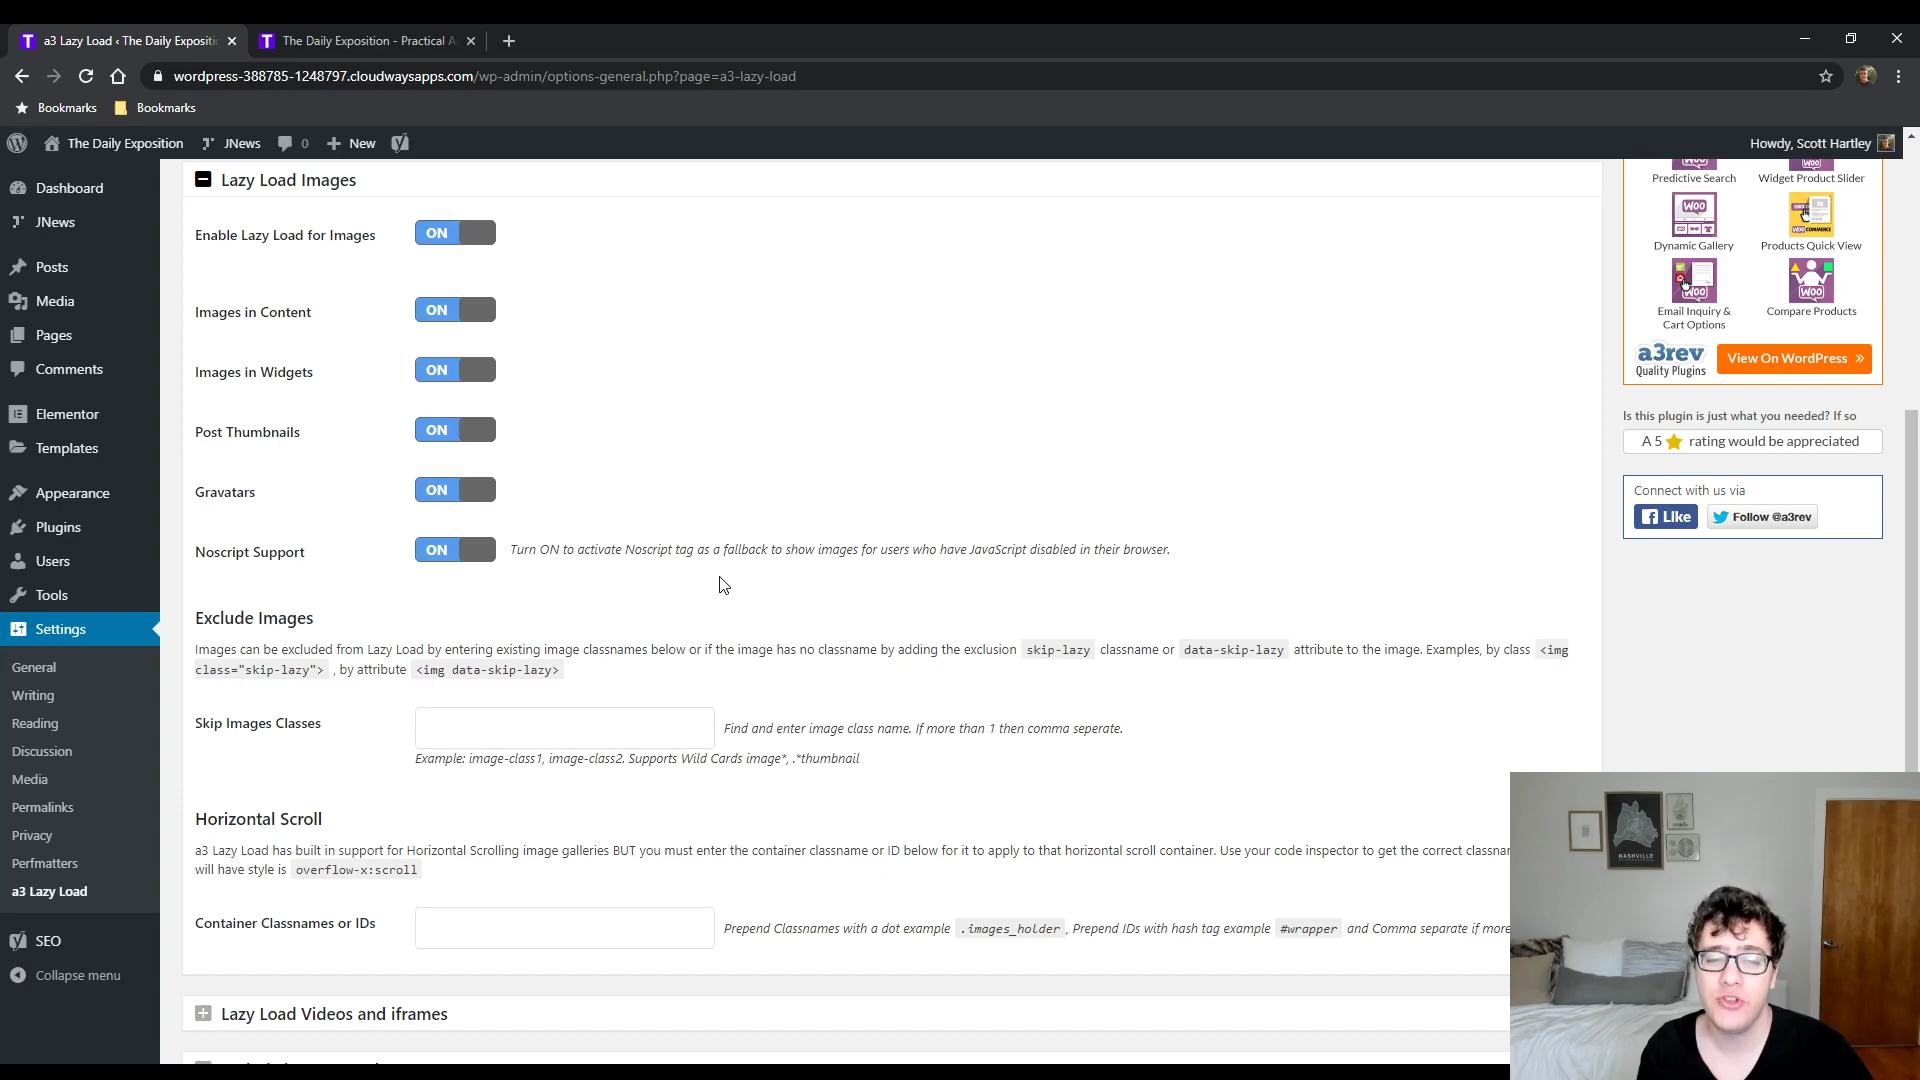 a3 Lazy Load ‹ The Daily Expositi
The Daily Exposition - Practical A
wordpress-388785-1248797.cloudwaysapps.com/wp-admin/options-general.php?page=a3-lazy-load
Bookmarks
Bookmarks
The Daily Exposition
JNews
0
New
Howdy, Scott Hartley
Dashboard
JNews
Posts
Media
Pages
Comments
Elementor
Templates
Appearance
Plugins
Users
Tools
Settings
General
Writing
Reading
Discussion
Media
Permalinks
Privacy
Perfmatters
a3 Lazy Load
SEO
Collapse menu
Lazy Load Images
Enable Lazy Load for Images ON
Images in Content ON
Images in Widgets ON
Post Thumbnails ON
Gravatars ON
Noscript Support ON Turn ON to activate Noscript tag as a fallback to show images for users who have JavaScript disabled in their browser.
Exclude Images
Images can be excluded from Lazy Load by entering existing image classnames below or if the image has no classname by adding the exclusion skip-lazy classname or data-skip-lazy attribute to the image. Examples, by class <img
class="skip-lazy"> , by attribute <img data-skip-lazy>
Skip Images Classes Find and enter image class name. If more than 1 then comma seperate.
Example: image-class1, image-class2. Supports Wild Cards image*, .*thumbnail
Horizontal Scroll
a3 Lazy Load has built in support for Horizontal Scrolling image galleries BUT you must enter the container classname or ID below for it to apply to that horizontal scroll container. Use your code inspector to get the correct classnar
will have style is overflow-x:scroll
Container Classnames or IDs Prepend Classnames with a dot example .images_holder , Prepend IDs with hash tag example #wrapper and Comma separate if more
Lazy Load Videos and iframes
Predictive Search
Widget Product Slider
WOO
WOO COMMERCE
Dynamic Gallery
Products Quick View
WOO
WOO
Email Inquiry &
Cart Options
Compare Products
a3rev
Quality Plugins
View On WordPress »
Is this plugin is just what you needed? If so
A 5 rating would be appreciated
Connect with us via
Like
Follow @a3rev
NASHVILLE